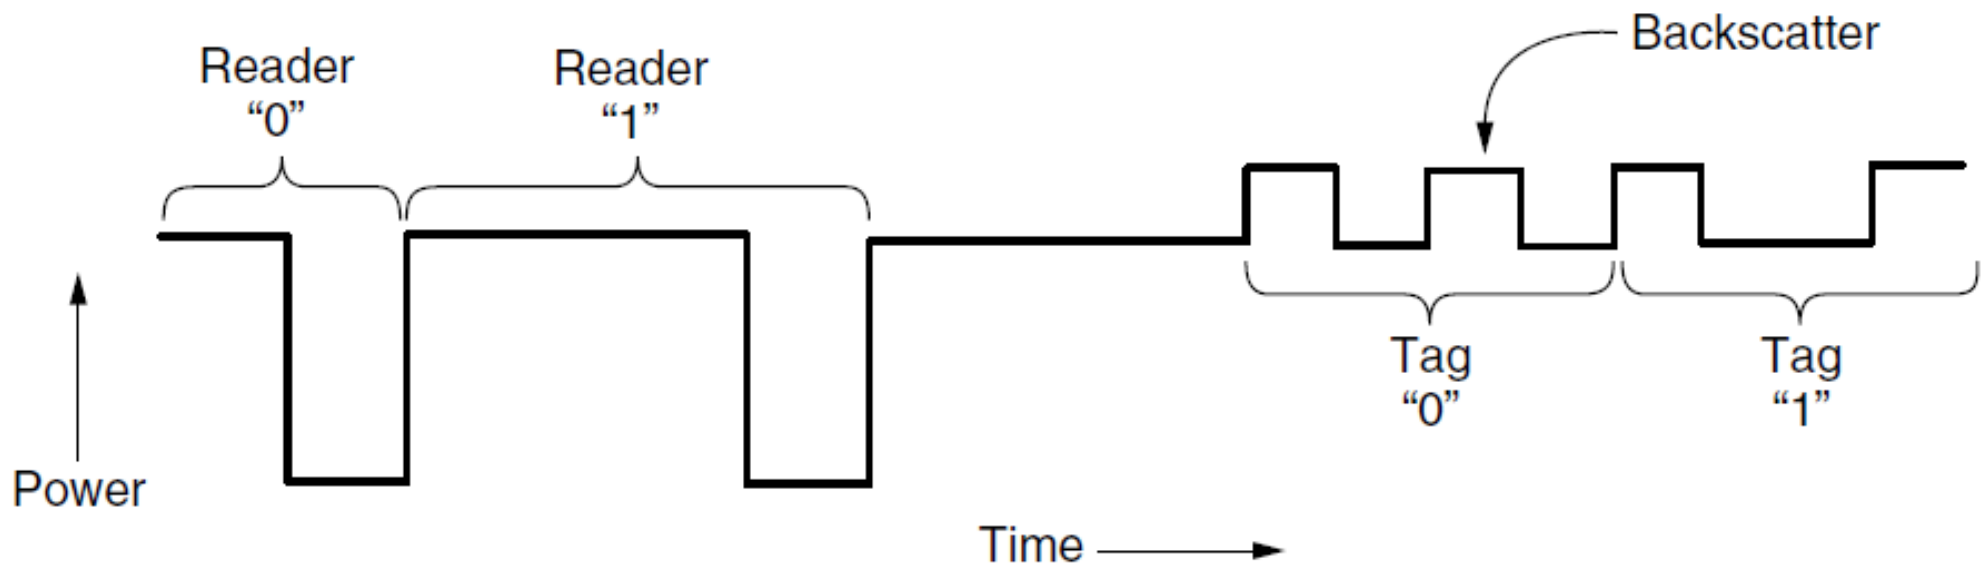 Backscatter
Reader
“0”
Reader
“1”
Tag
“0”
Tag
“1”
Power
Time